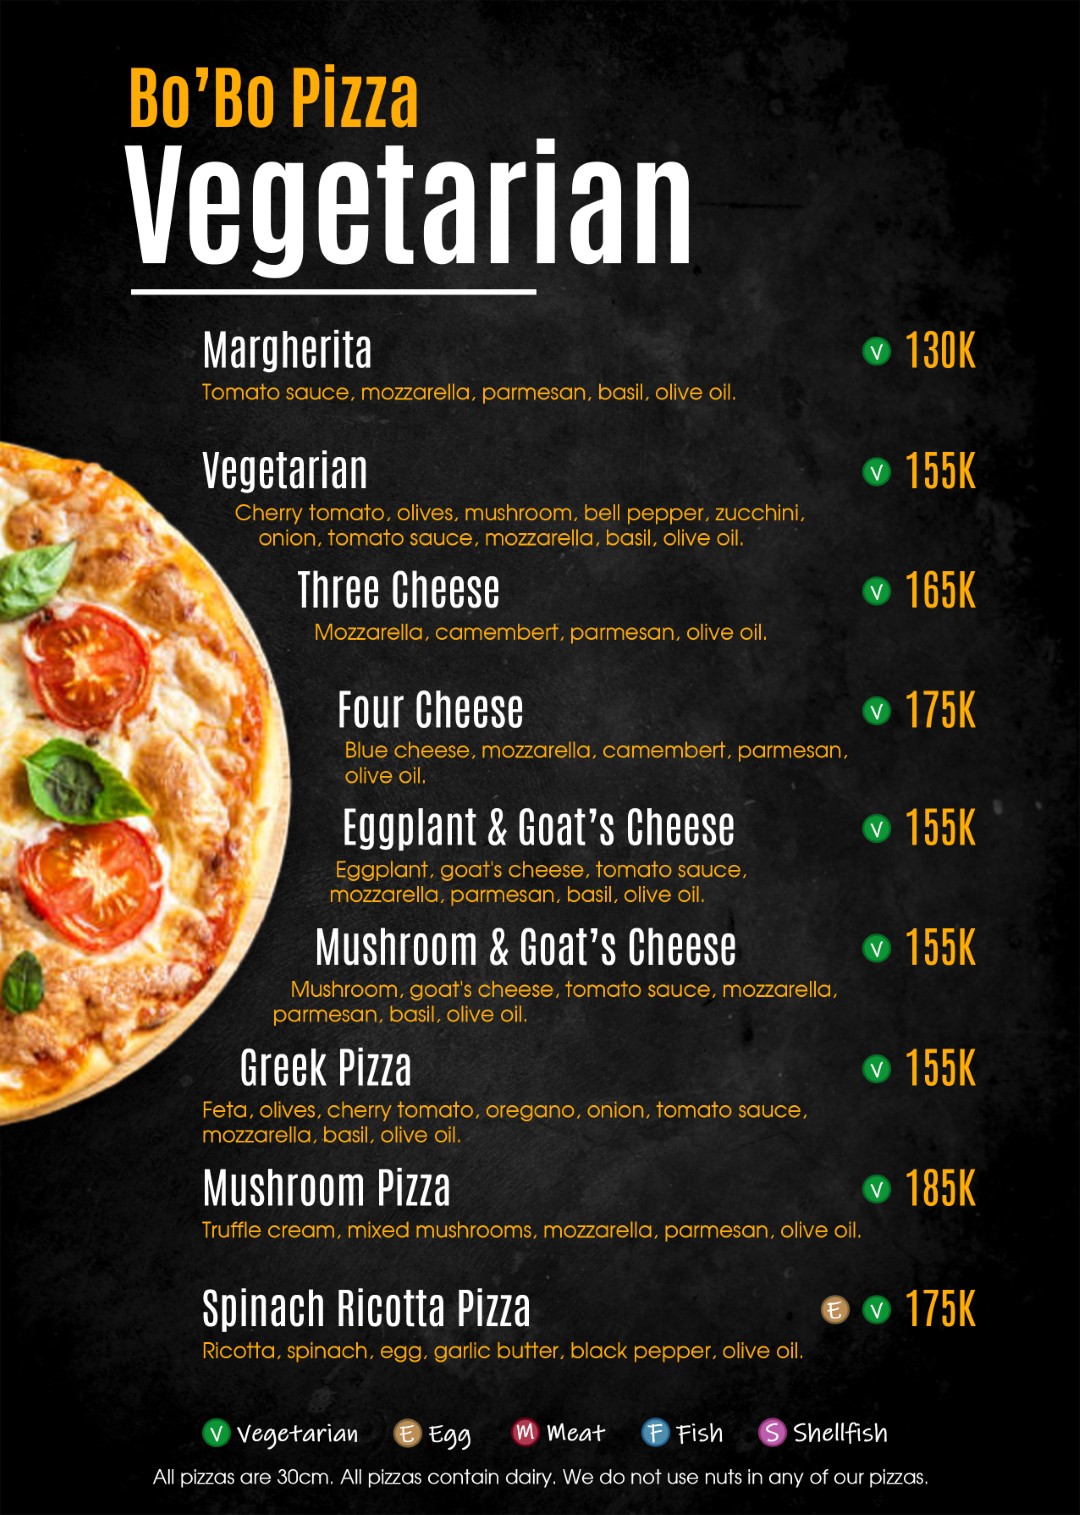 Bo’Bo Pizza
Vegetarian
Margherita V 130K
Tomato sauce, mozzarella, parmesan, basil, olive oil.
Vegetarian V 155K
Cherry tomato, olives, mushroom, bell pepper, zucchini,
onion, tomato sauce, mozzarella, basil, olive oil.
Three Cheese V 165K
Mozzarella, camembert, parmesan, olive oil.
Four Cheese V 175K
Blue cheese, mozzarella, camembert, parmesan,
olive oil.
Eggplant & Goat’s Cheese V 155K
Eggplant, goat's cheese, tomato sauce,
mozzarella, parmesan, basil, olive oil.
Mushroom & Goat’s Cheese V 155K
Mushroom, goat's cheese, tomato sauce, mozzarella,
parmesan, basil, olive oil.
Greek Pizza V 155K
Feta, olives, cherry tomato, oregano, onion, tomato sauce,
mozzarella, basil, olive oil.
Mushroom Pizza V 185K
Truffle cream, mixed mushrooms, mozzarella, parmesan, olive oil.
Spinach Ricotta Pizza E V 175K
Ricotta, spinach, egg, garlic butter, black pepper, olive oil.
V Vegetarian E Egg M Meat F Fish S Shellfish
All pizzas are 30cm. All pizzas contain dairy. We do not use nuts in any of our pizzas.